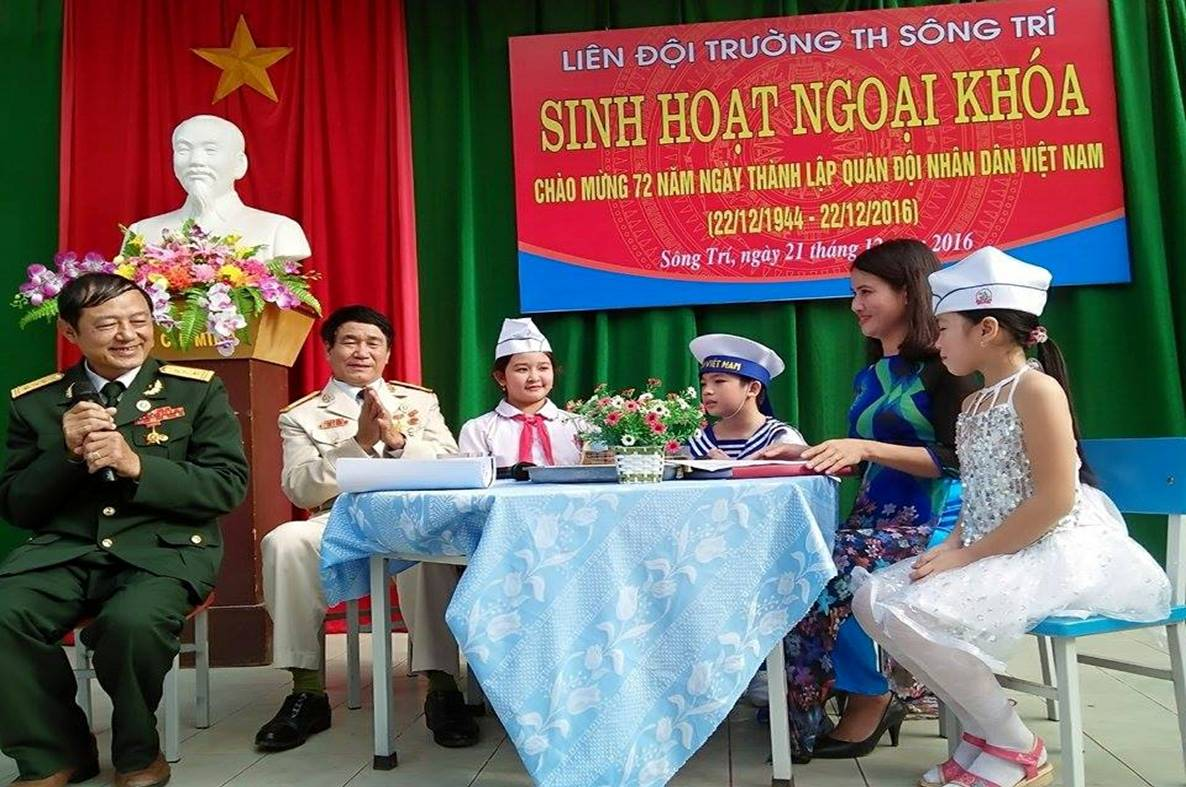 LIÊN ĐỘI TRƯỜNG TH SÔNG TRÍ
SINH HOẠT NGOẠI KHÓA
CHÀO MỪNG 72 NĂM NGÀY THÀNH LẬP QUÂN ĐỘI NHÂN DÂN VIỆT NAM
(22/12/1944 - 22/12/2016)
Sông Trí, ngày 21 tháng 2016
VIỆT NAM